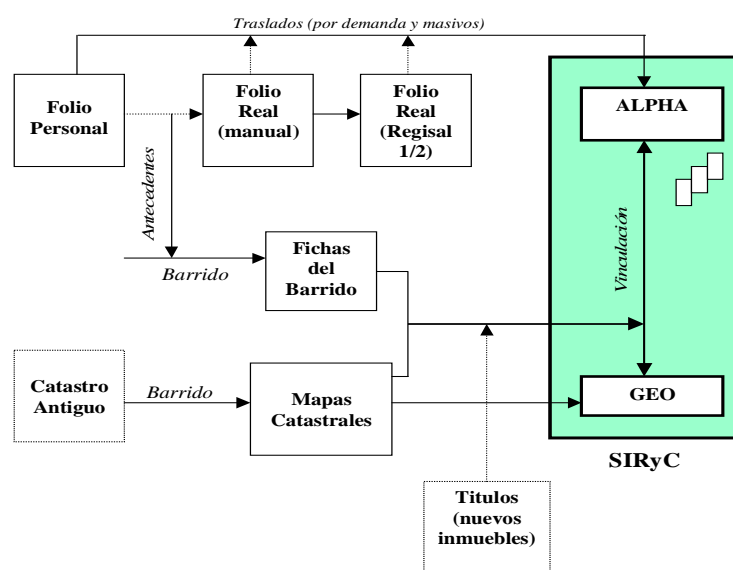 Traslados (por demanda y masivos)
Folio
Personal
Folio
Real
(manual)
Folio
Real
(Regisal
1/2)
ALPHA
Antecedentes
Vinculación
Barrido
Fichas
del
Barrido
Catastro
Antiguo
Barrido
Mapas
Catastrales
GEO
SIRyC
Titulos
(nuevos
inmuebles)